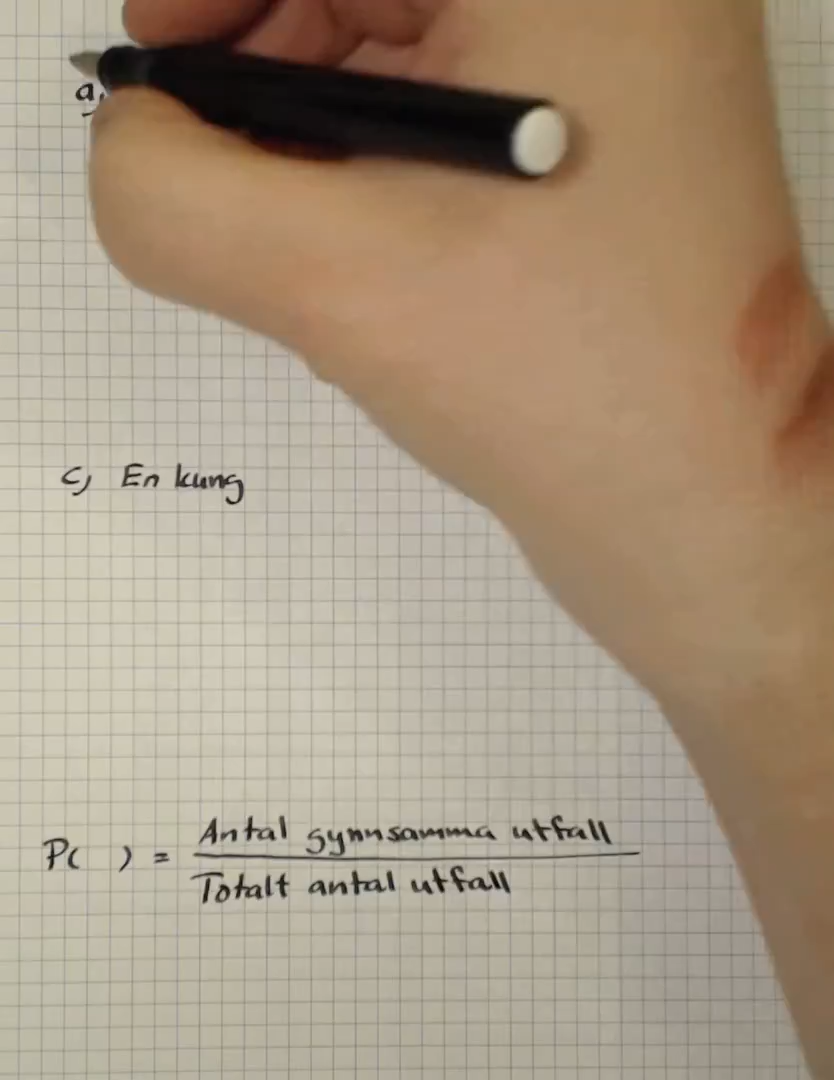 a,
c) En kung
P( ) = Antal gynnsamma utfall
Totalt antal utfall